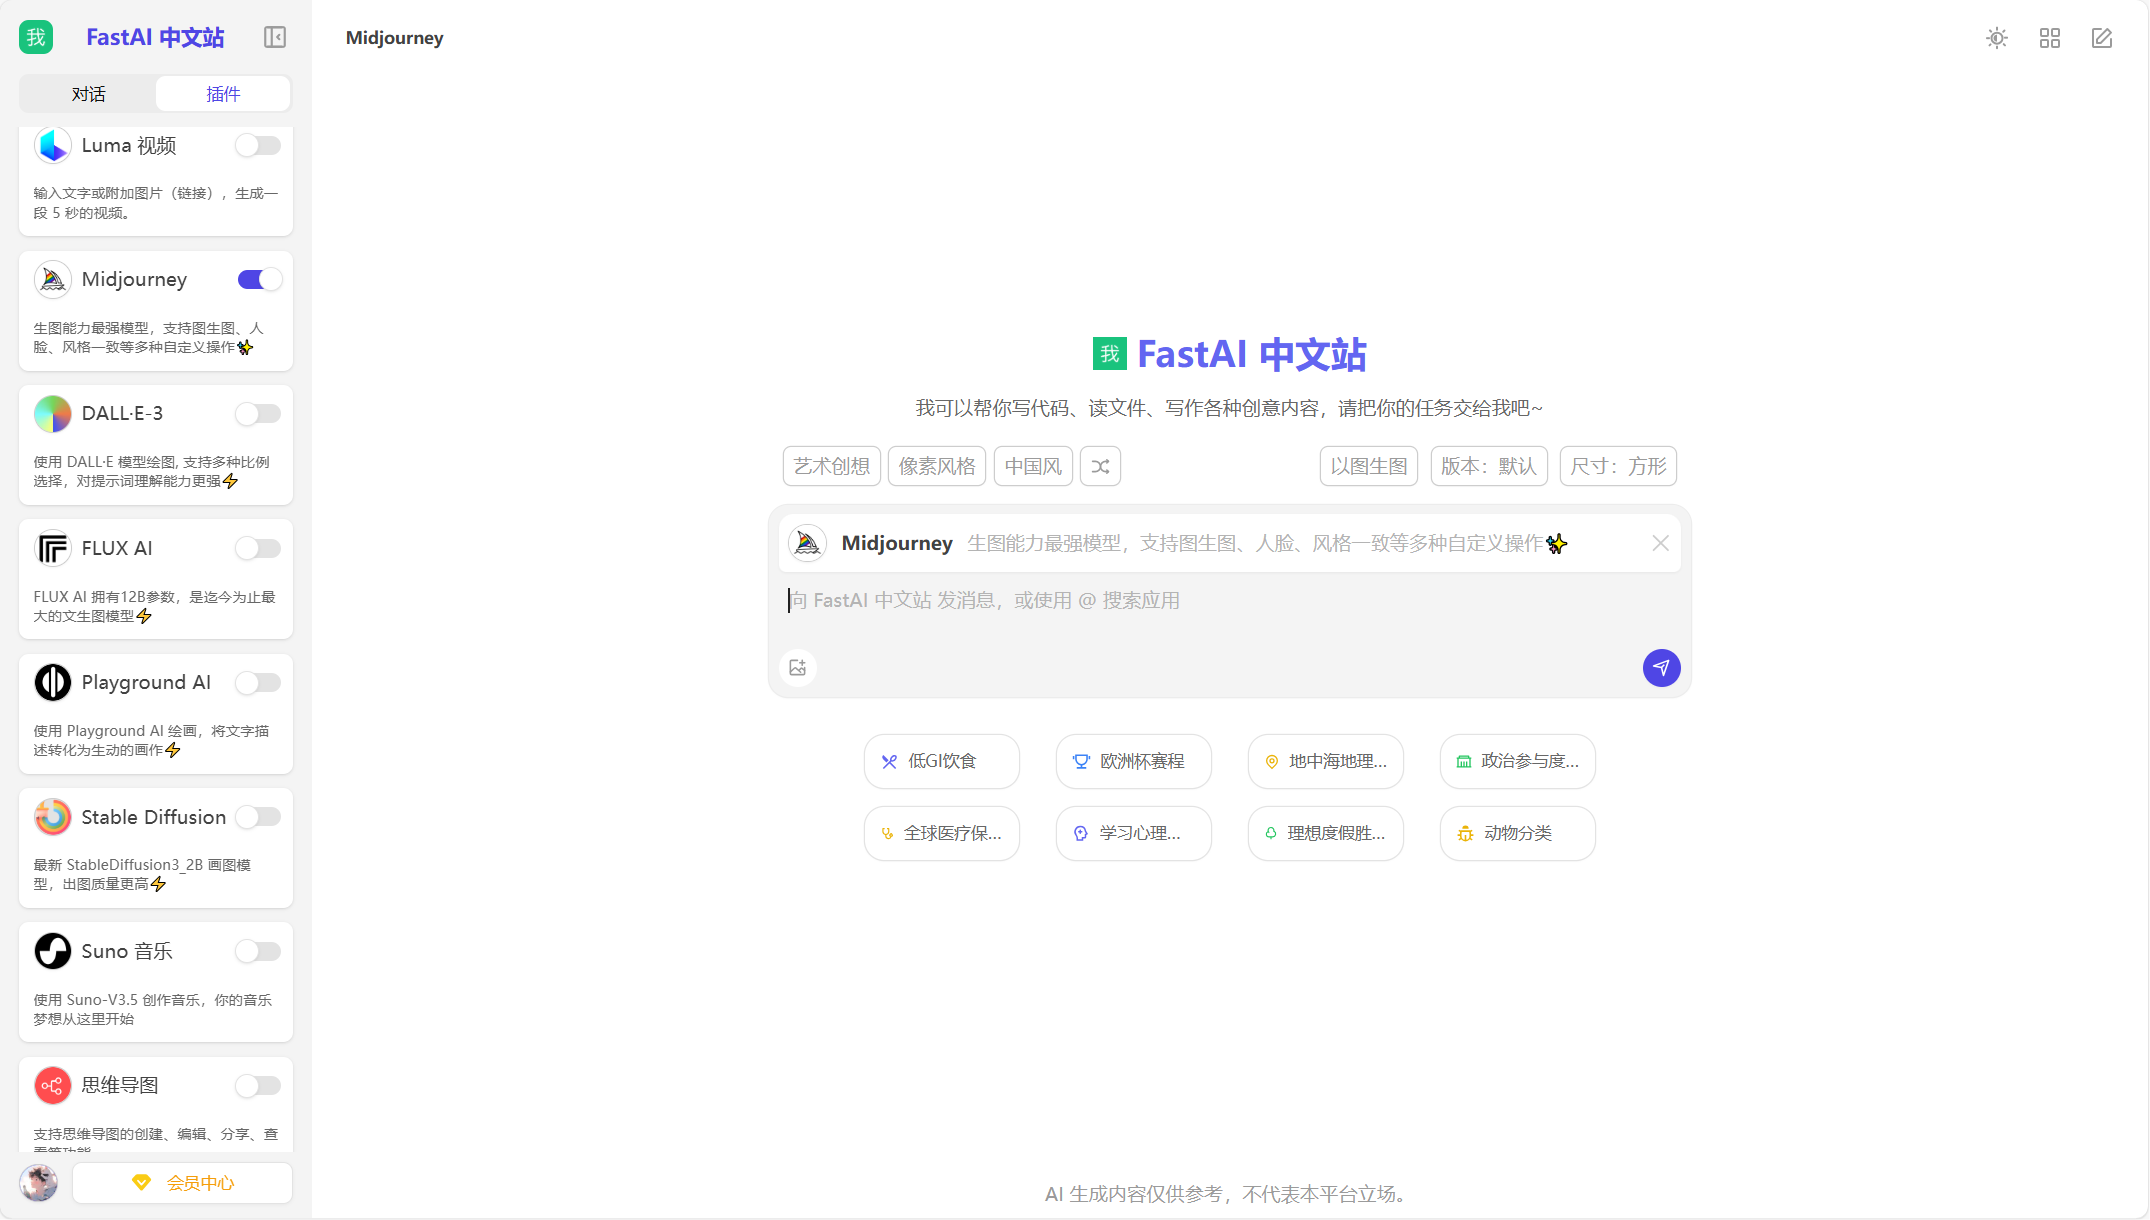 我
FastAI 中文站
对话
插件
Luma 视频
输入文字或附加图片（链接），生成一
段 5 秒的视频。
Midjourney
生图能力最强模型，支持图生图、人
脸、风格一致等多种自定义操作✨
DALL·E-3
使用 DALL·E 模型绘图, 支持多种比例
选择，对提示词理解能力更强⚡
FLUX AI
FLUX AI 拥有12B参数，是迄今为止最
大的文生图模型⚡
Playground AI
使用 Playground AI 绘画，将文字描
述转化为生动的画作⚡
Stable Diffusion
最新 StableDiffusion3_2B 画图模
型，出图质量更高⚡
Suno 音乐
使用 Suno-V3.5 创作音乐，你的音乐
梦想从这里开始
思维导图
支持思维导图的创建、编辑、分享、查
看等功能
会员中心
Midjourney
我 FastAI 中文站
我可以帮你写代码、读文件、写作各种创意内容，请把你的任务交给我吧~
艺术创想
像素风格
中国风
以图生图
版本：默认
尺寸：方形
Midjourney 生图能力最强模型，支持图生图、人脸、风格一致等多种自定义操作✨
向 FastAI 中文站 发消息，或使用 @ 搜索应用
低GI饮食
欧洲杯赛程
地中海地理...
政治参与度...
全球医疗保...
学习心理...
理想度假胜...
动物分类
AI 生成内容仅供参考，不代表本平台立场。